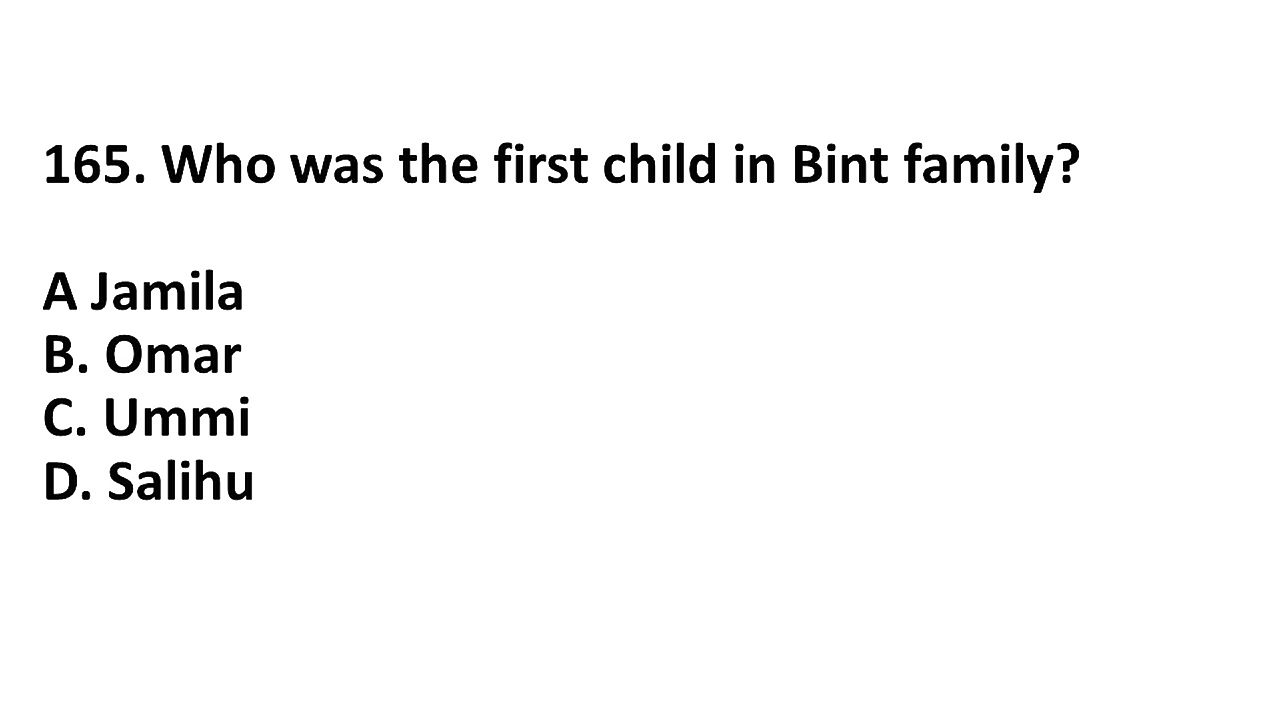 165. Who was the first child in Bint family?
A Jamila
B. Omar
C. Ummi
D. Salihu